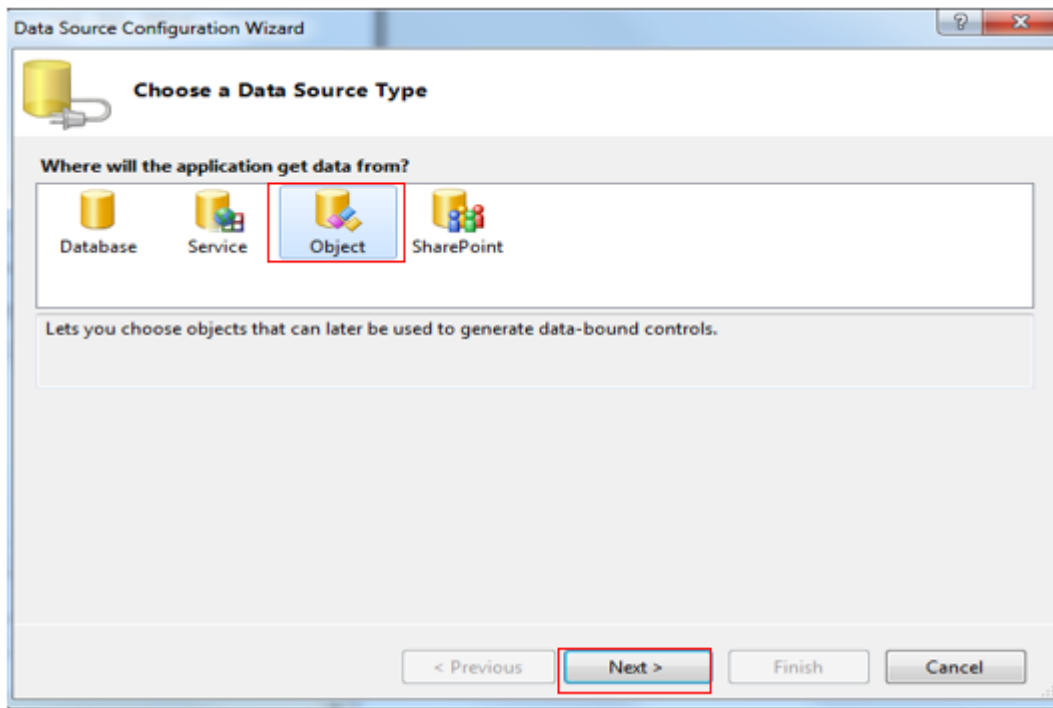 Data Source Configuration Wizard
?
Choose a Data Source Type
Where will the application get data from?
Database Service Object SharePoint
Lets you choose objects that can later be used to generate data-bound controls.
< Previous Next > Finish Cancel